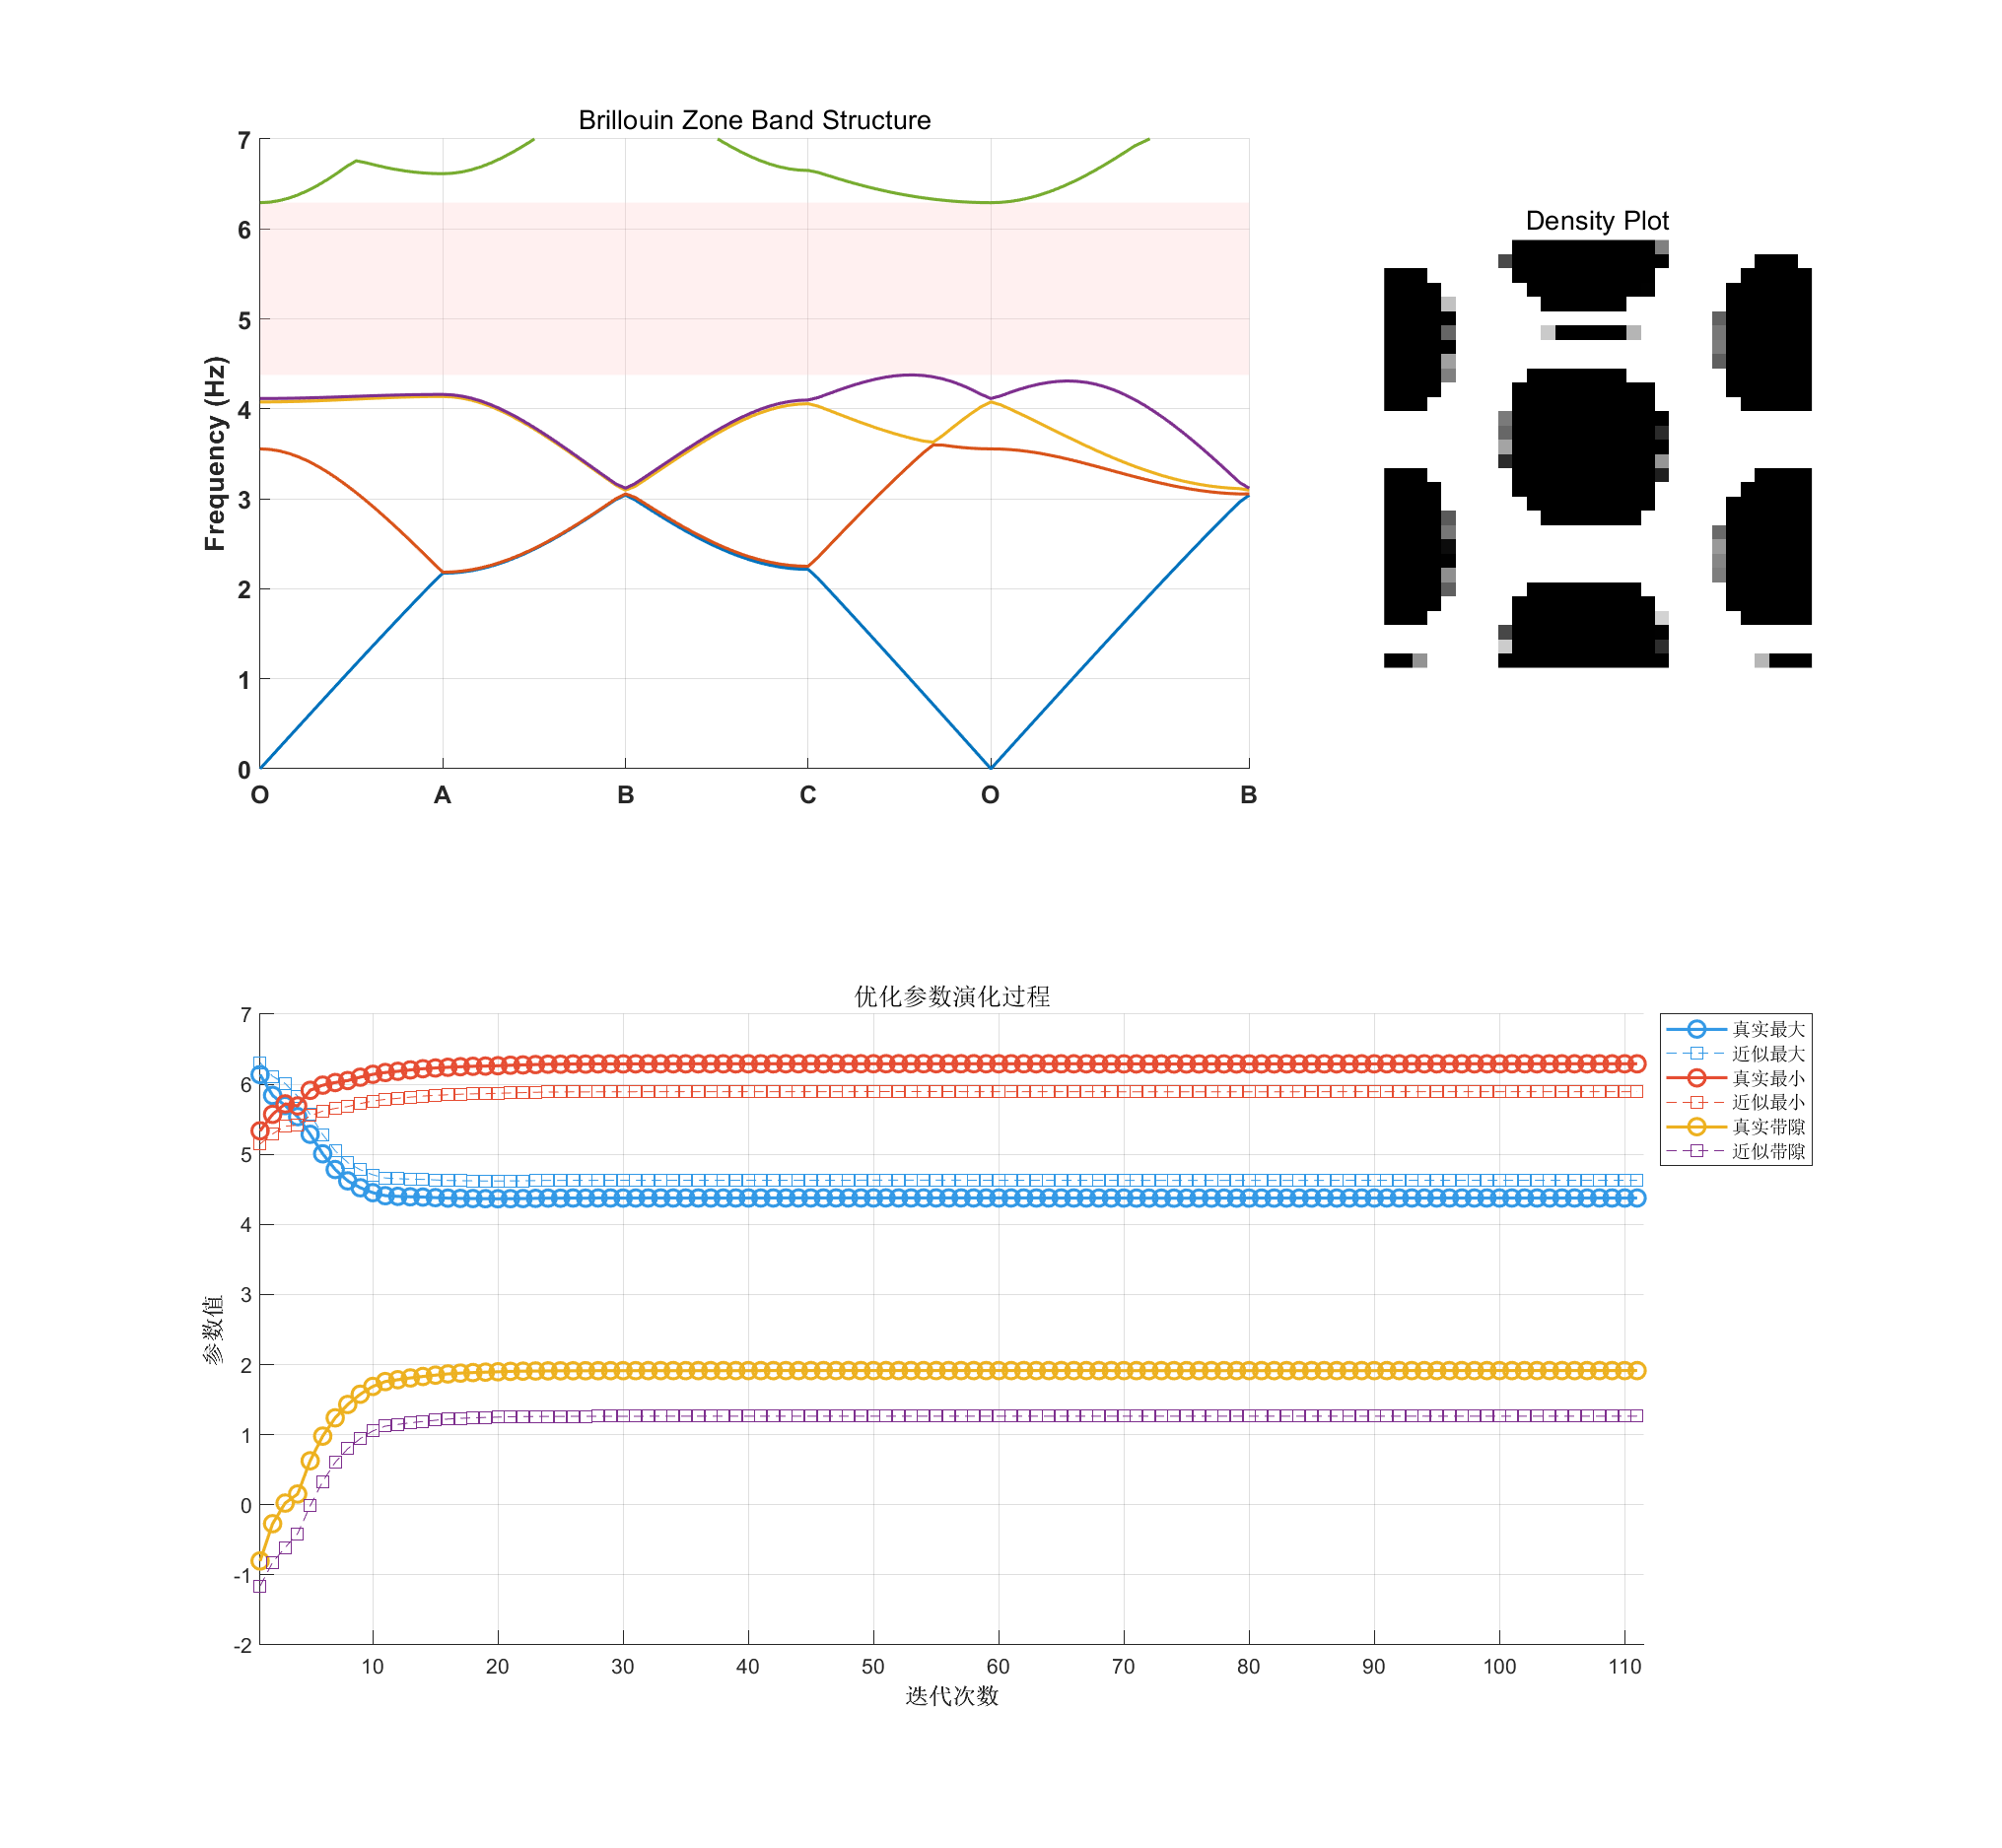 Brillouin Zone Band Structure
Frequency (Hz)
7
6
5
4
3
2
1
0
O A B C O B
Density Plot
优化参数演化过程
参数值
7
6
5
4
3
2
1
0
-1
-2
10 20 30 40 50 60 70 80 90 100 110
迭代次数
真实最大
近似最大
真实最小
近似最小
真实带隙
近似带隙